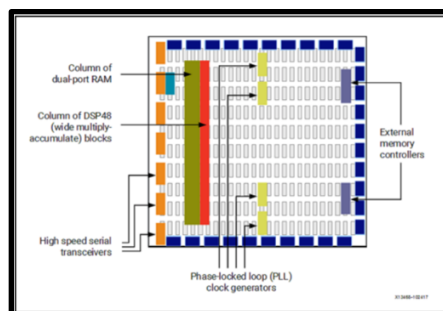 Column of
dual-port RAM
Column of DSP48
(wide multiply-
accumulate) blocks
High speed serial
transceivers
Phase-locked loop (PLL)
clock generators
External
memory
controllers